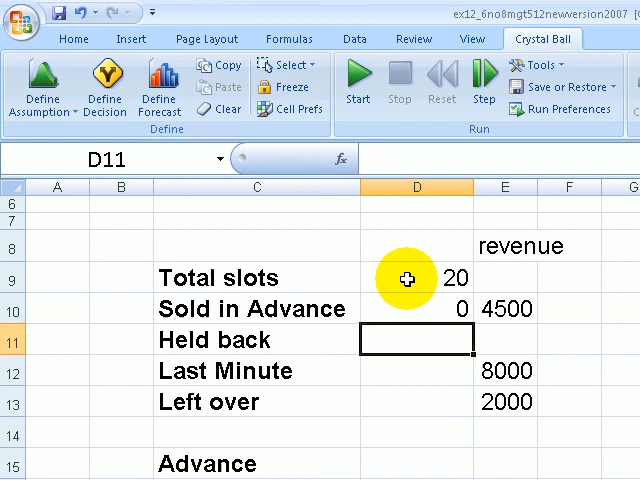 ex12_6no8mgt512newversion2007 [C
Home Insert Page Layout Formulas Data Review View Crystal Ball
Define Assumption Define Decision Define Forecast Copy Paste Clear Select Freeze Cell Prefs Start Stop Reset Step Tools Save or Restore Run Preferences
Define Run
D11 fx
A B C D E F G
6
7
8 revenue
9 Total slots 20
10 Sold in Advance 0 4500
11 Held back
12 Last Minute 8000
13 Left over 2000
14
15 Advance